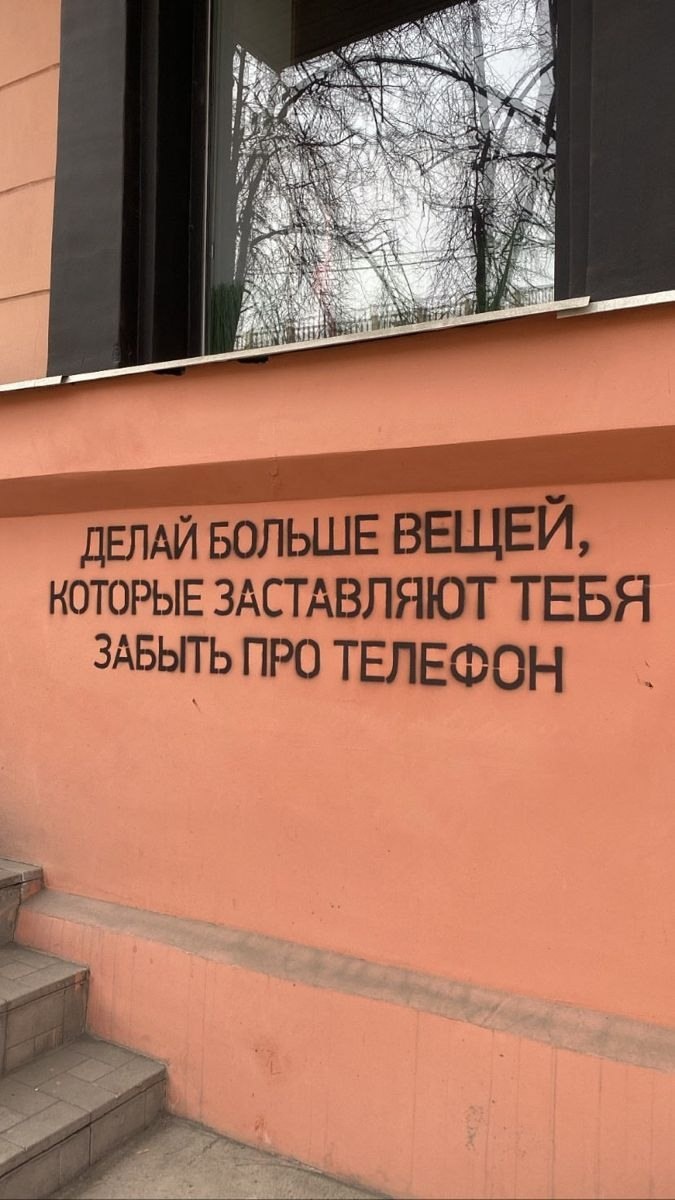 ДЕЛАЙ БОЛЬШЕ ВЕЩЕЙ,
КОТОРЫЕ ЗАСТАВЛЯЮТ ТЕБЯ
ЗАБЫТЬ ПРО ТЕЛЕФОН